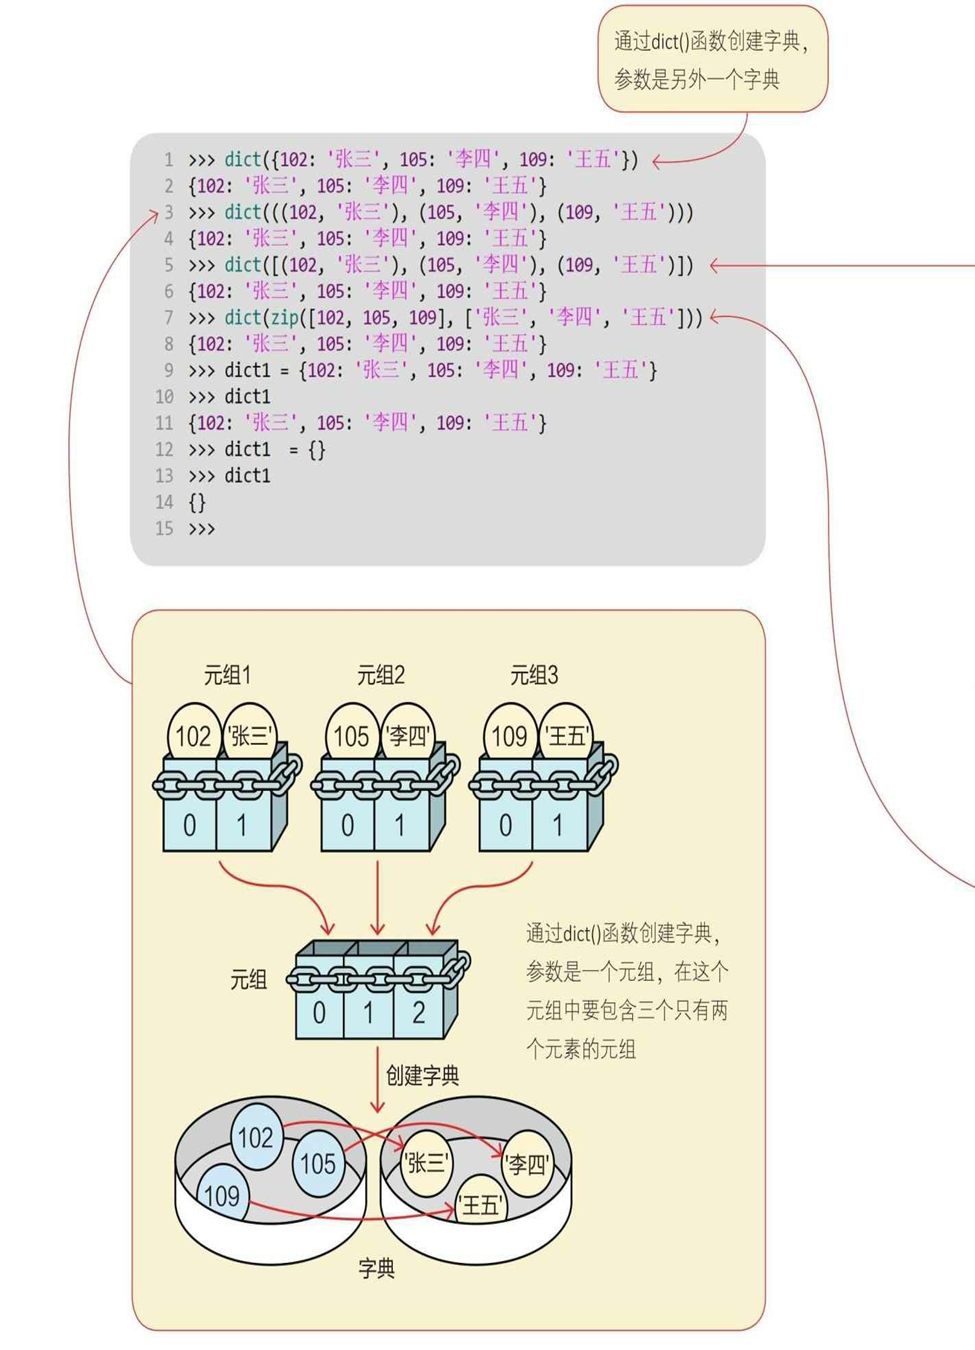 通过dict()函数创建字典，
参数是另外一个字典
1 >>> dict({102: '张三', 105: '李四', 109: '王五'})
2 {102: '张三', 105: '李四', 109: '王五'}
3 >>> dict(((102, '张三'), (105, '李四'), (109, '王五')))
4 {102: '张三', 105: '李四', 109: '王五'}
5 >>> dict([(102, '张三'), (105, '李四'), (109, '王五')])
6 {102: '张三', 105: '李四', 109: '王五'}
7 >>> dict(zip([102, 105, 109], ['张三', '李四', '王五']))
8 {102: '张三', 105: '李四', 109: '王五'}
9 >>> dict1 = {102: '张三', 105: '李四', 109: '王五'}
10 >>> dict1
11 {102: '张三', 105: '李四', 109: '王五'}
12 >>> dict1  = {}
13 >>> dict1
14 {}
15 >>>
元组1 元组2 元组3
102 '张三' 105 '李四' 109 '王五'
0 1 0 1 0 1
通过dict()函数创建字典，
参数是一个元组，在这个
元组中要包含三个只有两
个元素的元组
元组
0 1 2
创建字典
102 105 109
'张三' '李四' '王五'
字典